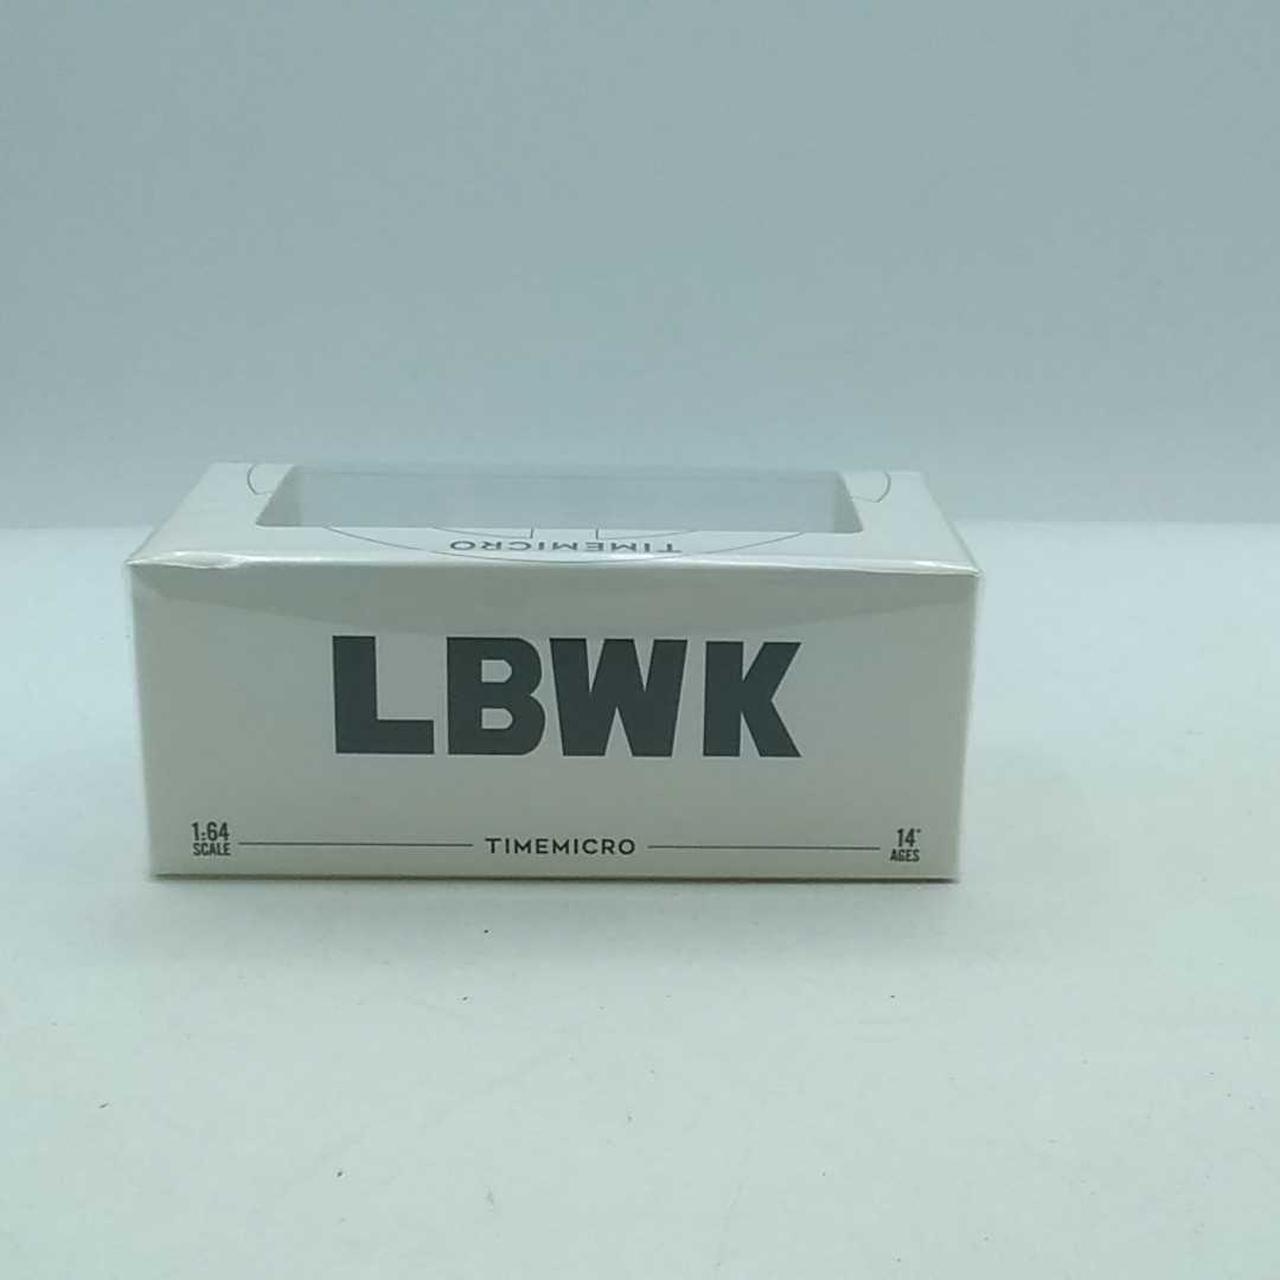 TIMEMICRO
LBWK
1:64
SCALE
TIMEMICRO
14+
AGES